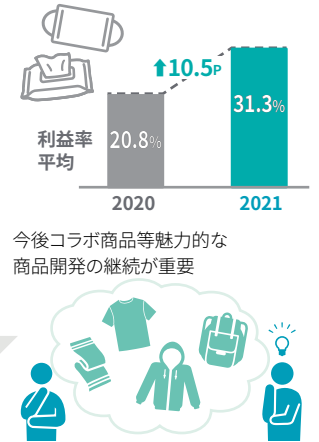 ⬆10.5P
31.3%
利益率
平均
20.8%
2020
2021
今後コラボ商品等魅力的な
商品開発の継続が重要